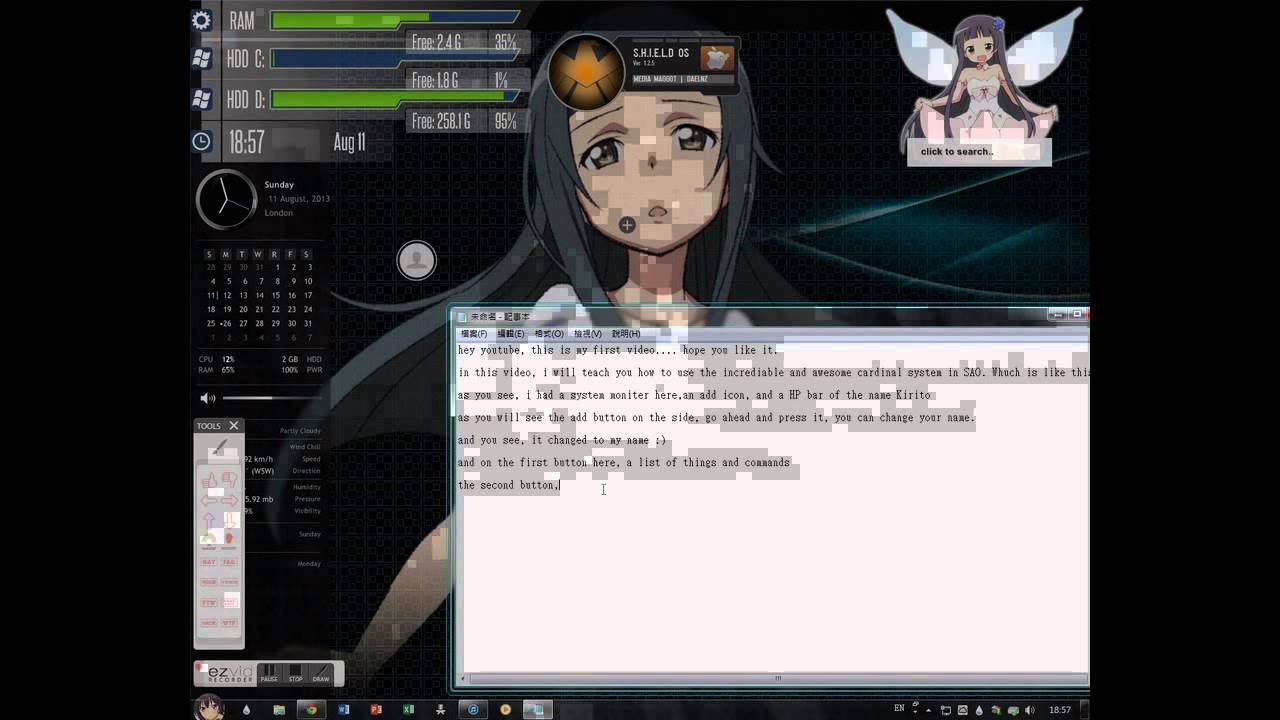 RAM
Free: 2.4 G 35%
HDD C:
Free: 1.8 G 1%
HDD D:
Free: 258.1 G 95%
18:57 Aug 11
S.H.I.E.L.D OS
Ver 1.2.5
MEDIA MAGGOT | DAELNZ
click to search..
Sunday
11 August, 2013
London
S M T W R F S
28 29 30 31 1 2 3
4 5 6 7 8 9 10
11 12 13 14 15 16 17
18 19 20 21 22 23 24
25 •26 27 28 29 30 31
1 2 3 4 5 6 7
CPU 12% 2 GB HDD
RAM 65% 100% PWR
TOOLS
Partly Cloudy
Wind Chill
92 km/h Speed
(WSW) Direction
Humidity
5.92 mb Pressure
9% Visibility
Sunday
Monday
ezvid
RECORDER
PAUSE STOP DRAW
未命名 - 記事本
檔案(F) 編輯(E) 格式(O) 檢視(V) 說明(H)
hey youtube, this is my first video.... hope you like it.
in this video, i will teach you how to use the incrediable and awesome cardinal system in SAO. Whuch is like this
as you see, i had a system moniter here,an add icon, and a HP bar of the name Kirito
as you vill see the add button on the side, go ahead and press it, you can change your name.
and you see, it changed to my name :)
and on the first button here, a list of things and commands
the second button,
EN 18:57